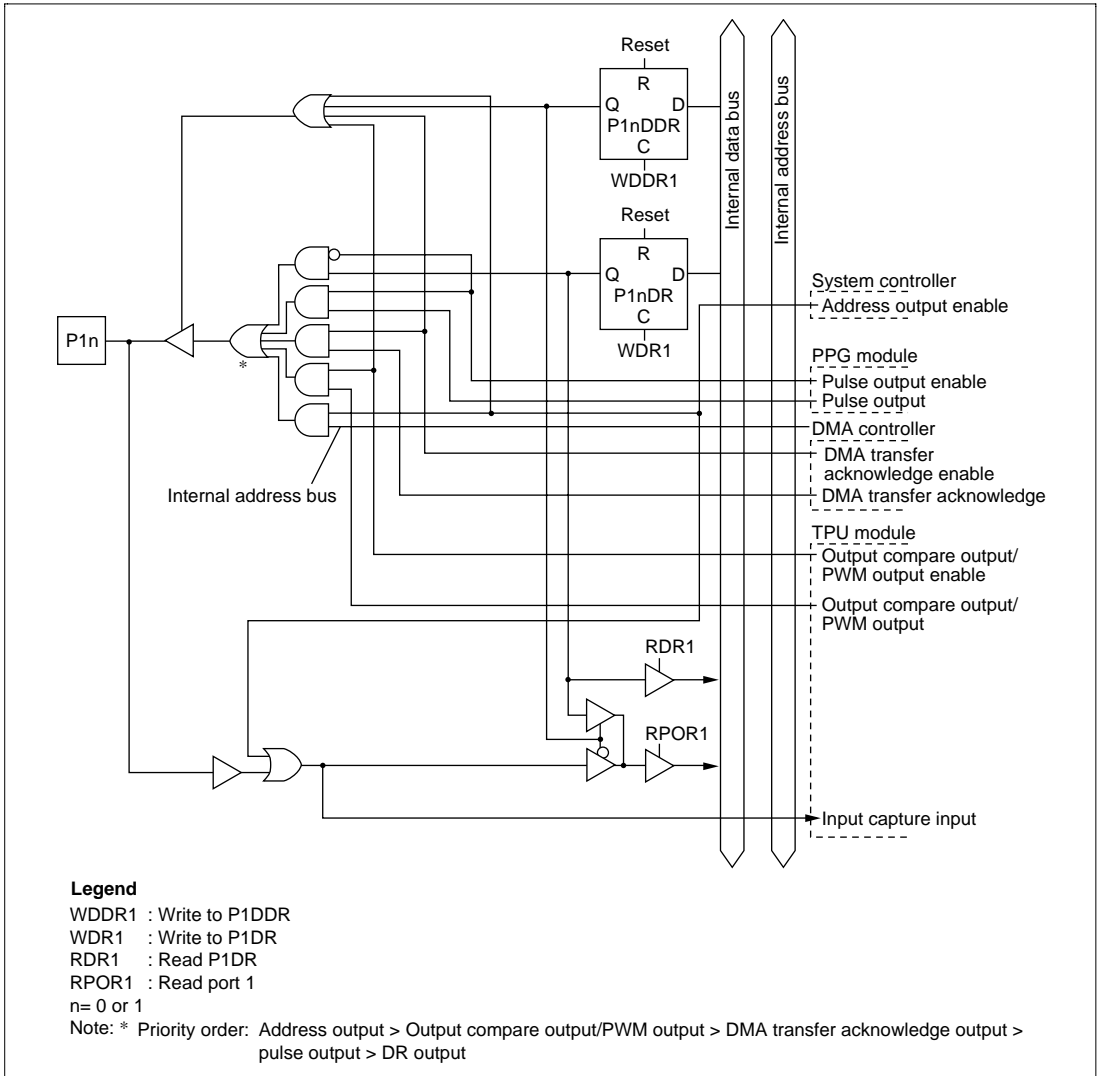 Reset
R
Q D
P1nDDR
C
WDDR1
Reset
R
Q D
P1nDR
C
WDR1
Internal data bus
Internal address bus
System controller
Address output enable
PPG module
Pulse output enable
Pulse output
DMA controller
DMA transfer
acknowledge enable
DMA transfer acknowledge
TPU module
Output compare output/
PWM output enable
Output compare output/
PWM output
P1n
*
Internal address bus
RDR1
RPOR1
Input capture input
Legend
WDDR1 : Write to P1DDR
WDR1 : Write to P1DR
RDR1 : Read P1DR
RPOR1 : Read port 1
n= 0 or 1
Note: * Priority order: Address output > Output compare output/PWM output > DMA transfer acknowledge output >
pulse output > DR output